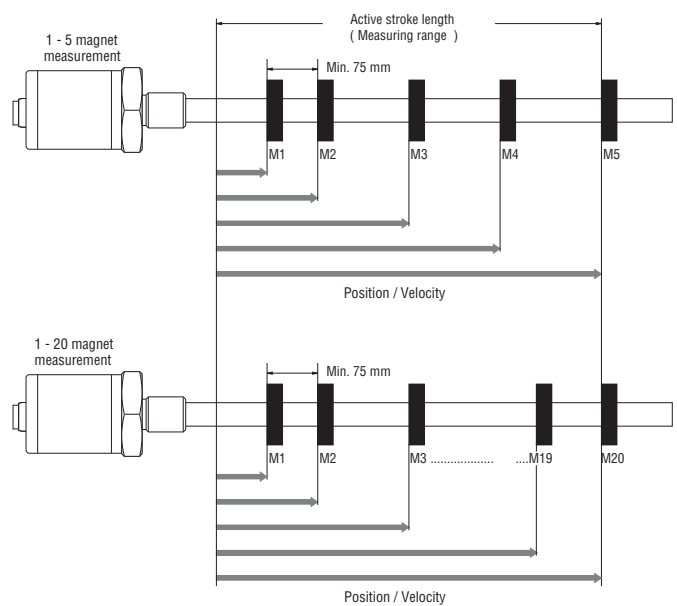 Active stroke length
( Measuring range )
1 - 5 magnet
measurement
Min. 75 mm
M1 M2 M3 M4 M5
Position / Velocity
1 - 20 magnet
measurement
Min. 75 mm
M1 M2 M3 ................... ....M19 M20
Position / Velocity